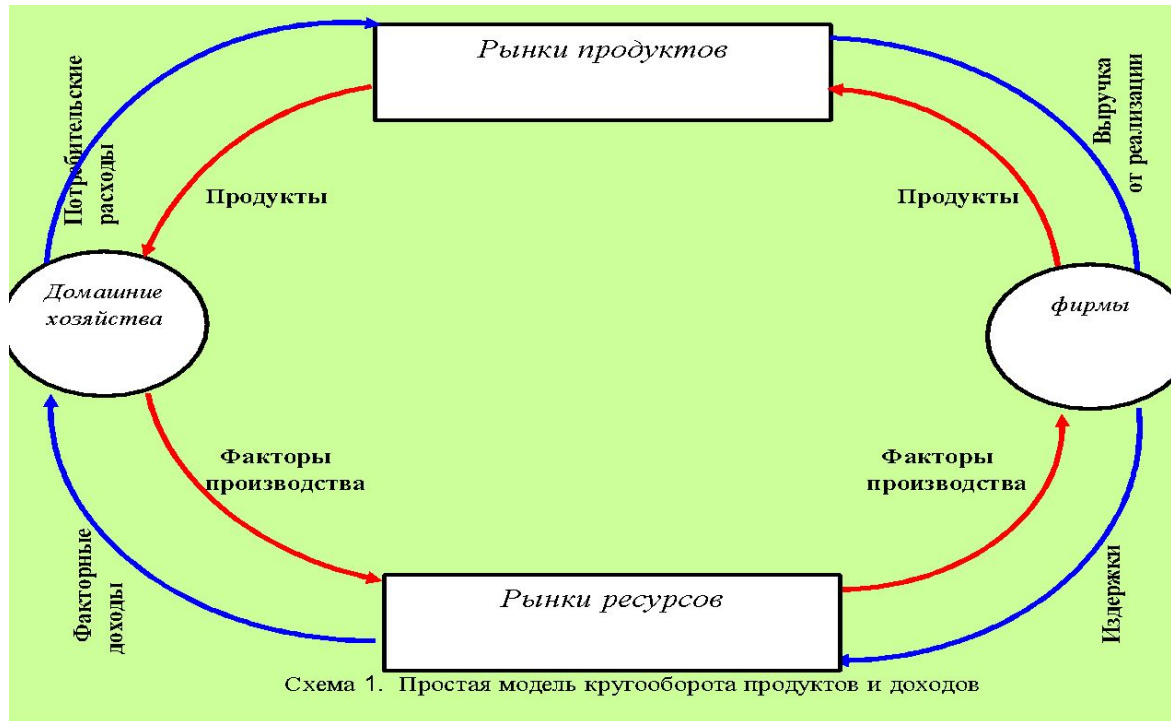 Рынки продуктов
Потребительские
расходы
Выручка
от реализации
Продукты
Продукты
Домашние
хозяйства
фирмы
Факторы
производства
Факторы
производства
Факторные
доходы
Издержки
Рынки ресурсов
Схема 1. Простая модель кругооборота продуктов и доходов